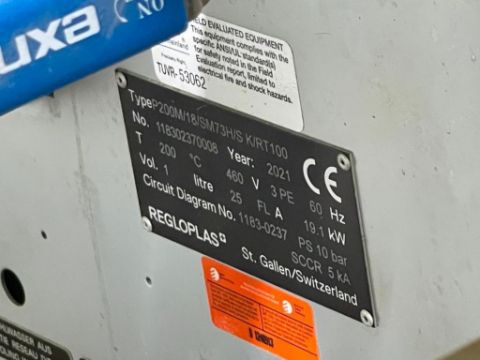 uxa
NO
LD EVALUATED EQUIPMENT
This equipment complies with the
specific ANSI/UL standard(s)
for safety noted in the Field
Evaluation report, limited to
electrical fire and shock hazards.
TUVR-53062
Type P200M/18/SM73H/S K/RT100
No. 118302370008 Year: 2021
T 200 °C 460 V 3 PE 60 Hz
Vol. 1 litre 25 FL A 19.1 kW
Circuit Diagram No. 1183-0237 PS 10 bar
SCCR. 5 kA
REGLOPLAS
St. Gallen/Switzerland
CE